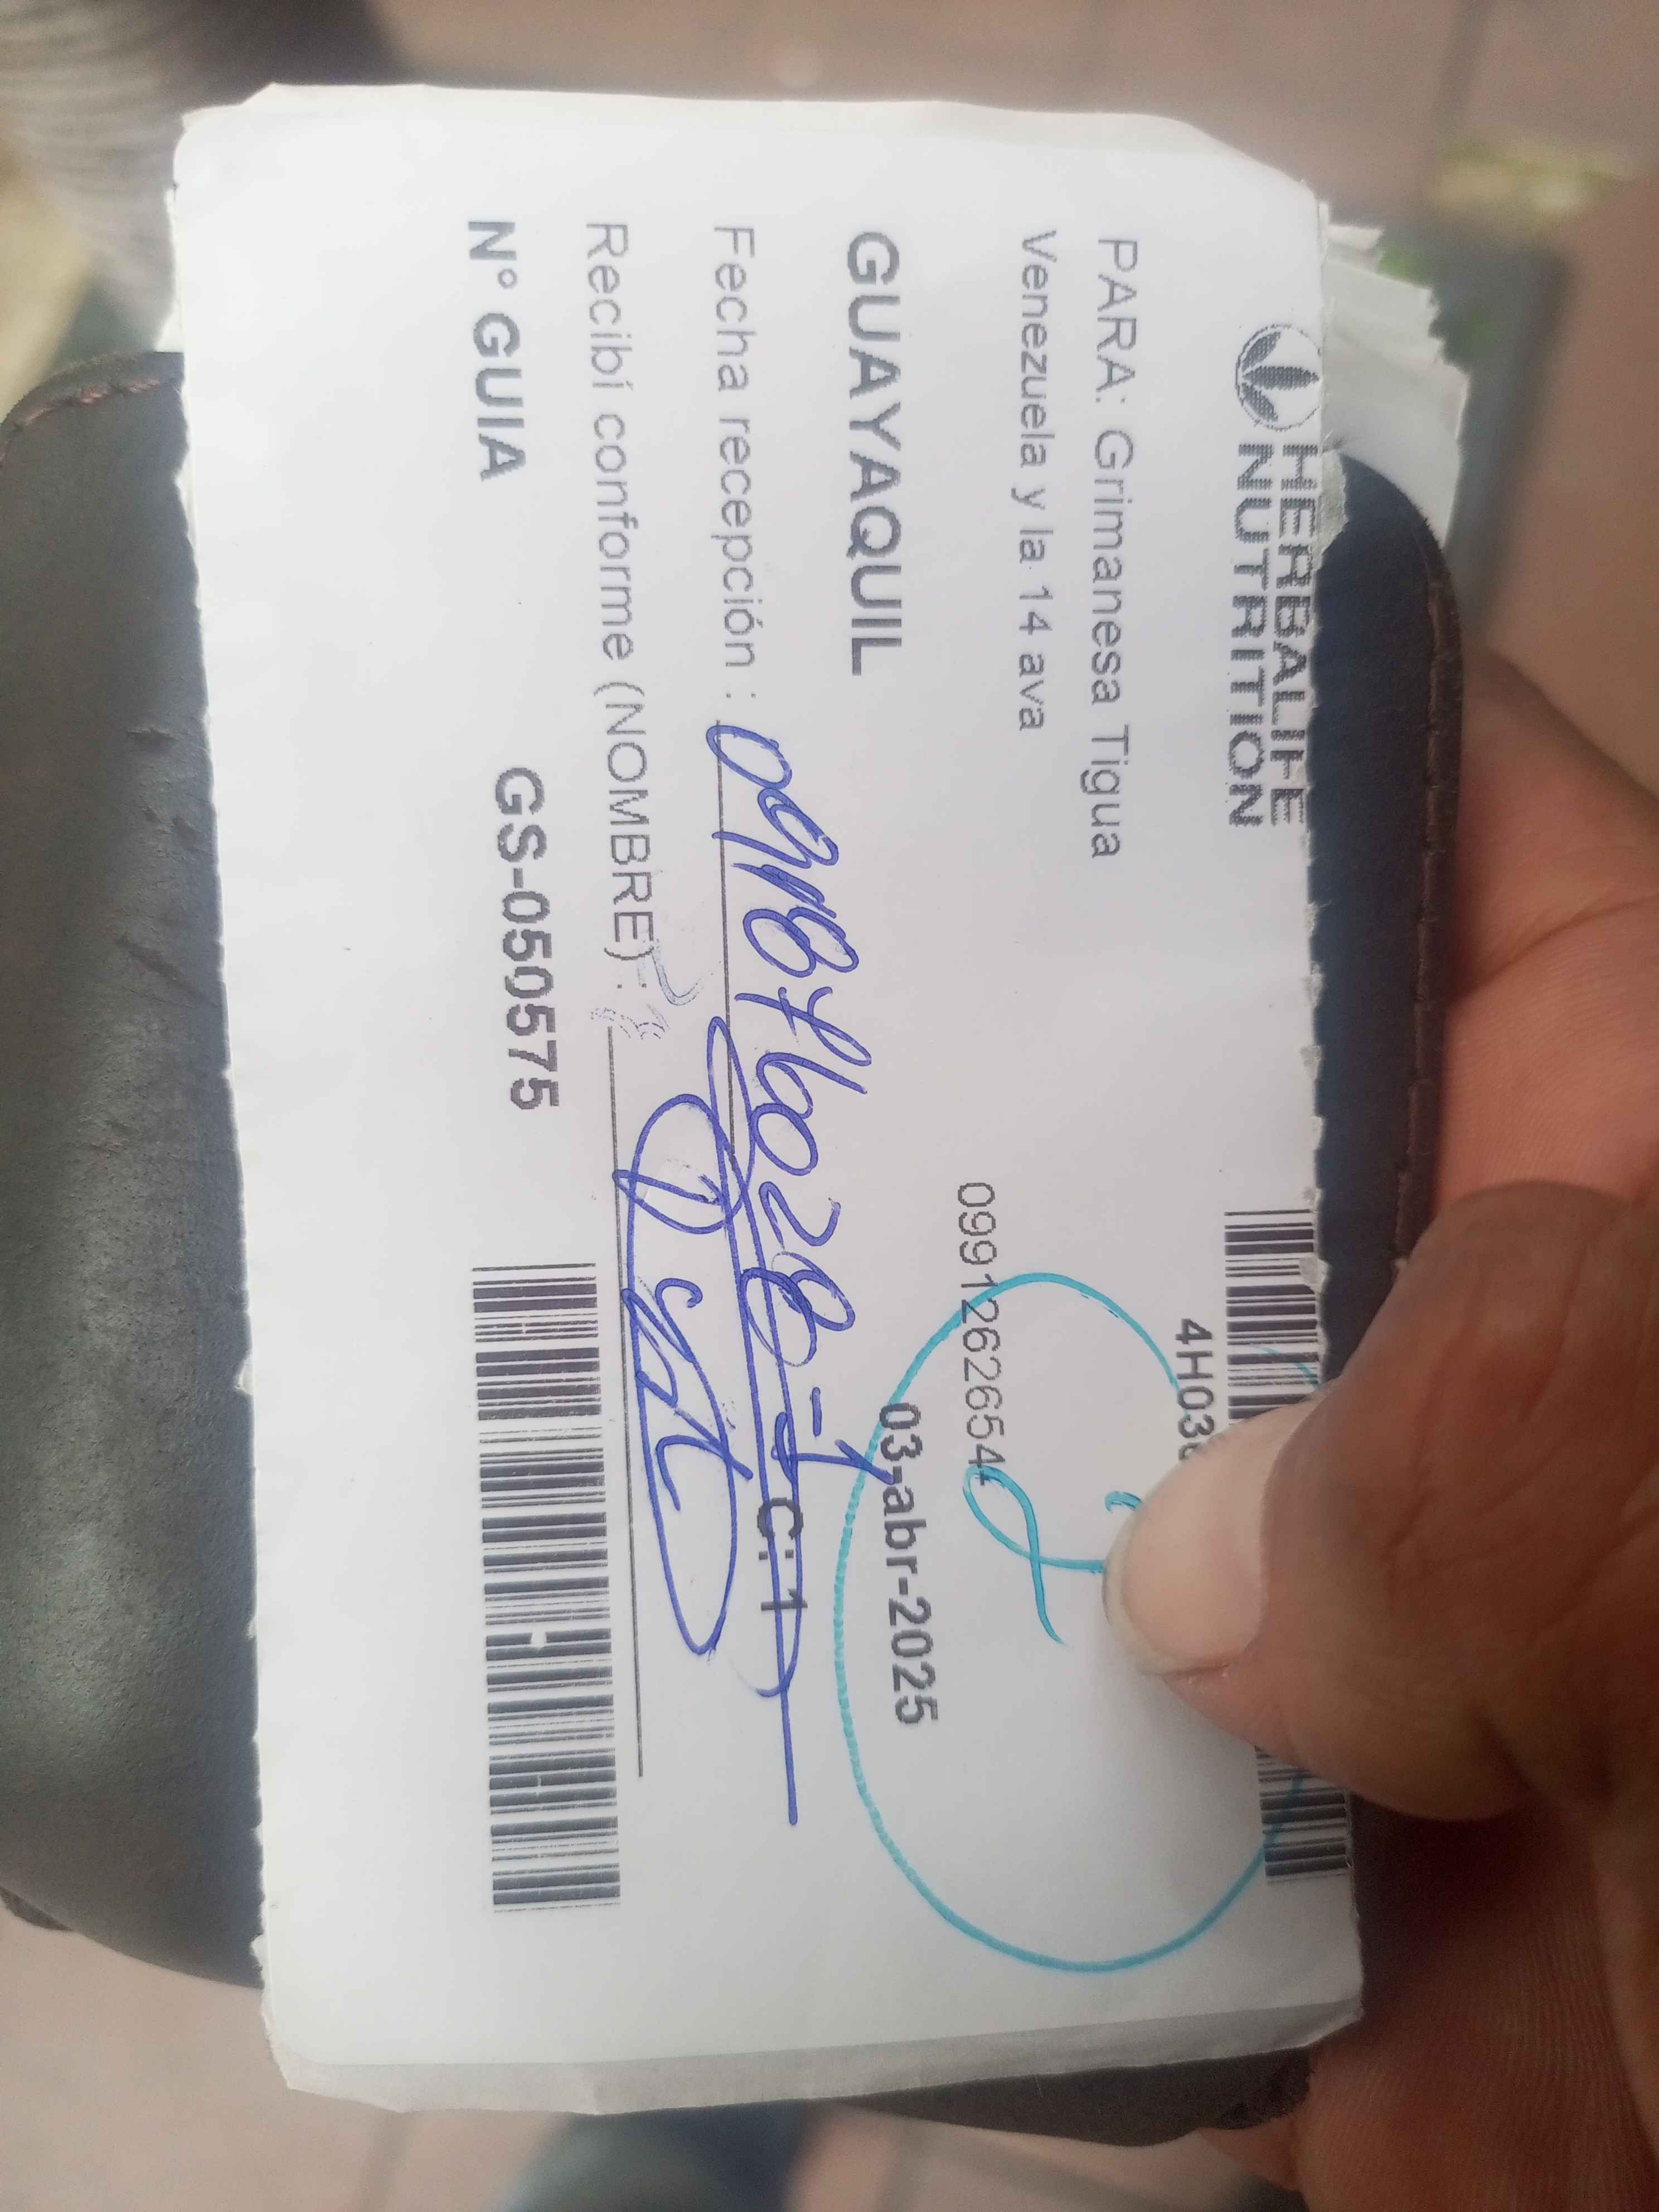 HERBALIFE
NUTRITION
4H03
PARA: Grimanesa Tigua
Venezuela y la 14 ava
0991262654
GUAYAQUIL
03-abr-2025
Fecha recepción :
C: 1
Recibí conforme (NOMBRE) :
N° GUIA GS-050575